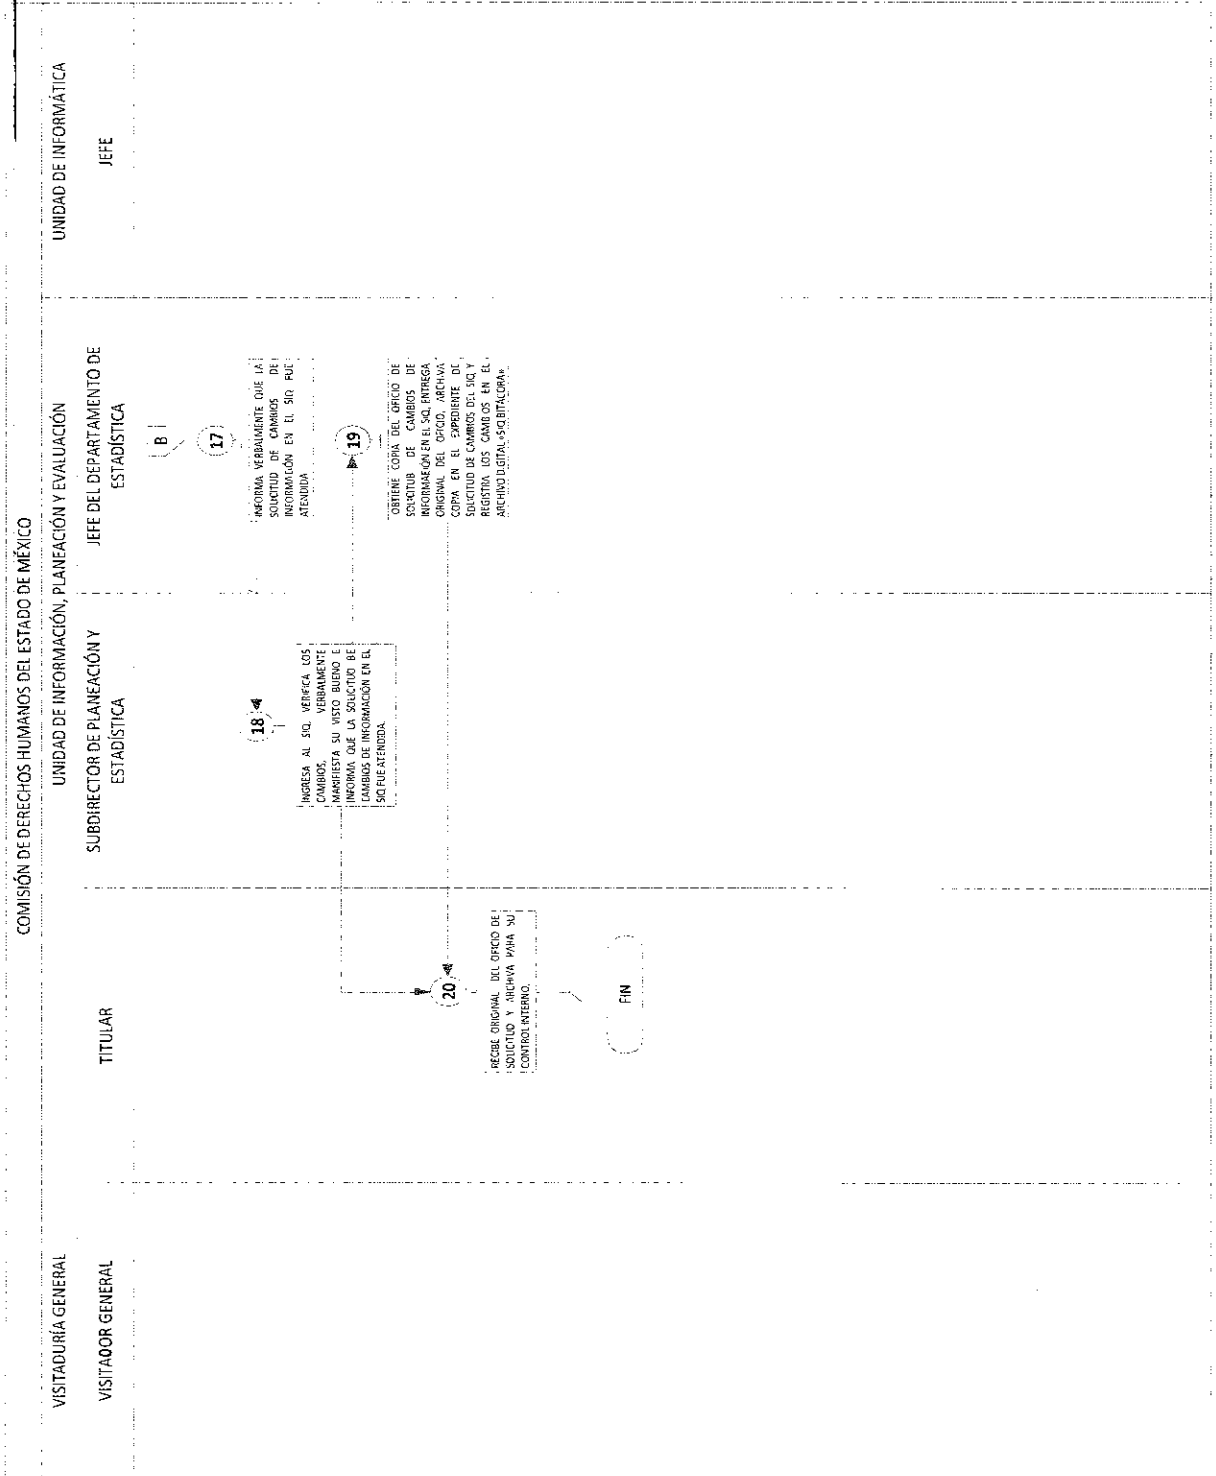 COMISIÓN DE DERECHOS HUMANOS DEL ESTADO DE MÉXICO
VISITADURÍA GENERAL
UNIDAD DE INFORMACIÓN, PLANEACIÓN Y EVALUACIÓN
UNIDAD DE INFORMÁTICA
VISITADOR GENERAL
TITULAR
SUBDIRECTOR DE PLANEACIÓN Y
ESTADÍSTICA
JEFE DEL DEPARTAMENTO DE
ESTADÍSTICA
JEFE
B
17
INFORMA VERBALMENTE QUE LA
SOLICITUD DE CAMBIOS DE
INFORMACIÓN EN EL SIQ FUE
ATENDIDA
18
INGRESA AL SIQ, VERIFICA LOS
CAMBIOS, VERBALMENTE
MANIFIESTA SU VISTO BUENO E
INFORMA QUE LA SOLICITUD DE
CAMBIOS DE INFORMACIÓN EN EL
SIQ FUE ATENDIDA.
19
OBTIENE COPIA DEL OFICIO DE
SOLICITUD DE CAMBIOS DE
INFORMACIÓN EN EL SIQ, ENTREGA
ORIGINAL DEL OFICIO, ARCHIVA
COPIA EN EL EXPEDIENTE DE
SOLICITUD DE CAMBIOS DEL SIQ Y
REGISTRA LOS CAMBIOS EN EL
ARCHIVO DIGITAL «SIQ BITÁCORA»
20
RECIBE ORIGINAL DEL OFICIO DE
SOLICITUD Y ARCHIVA PARA SU
CONTROL INTERNO.
FIN